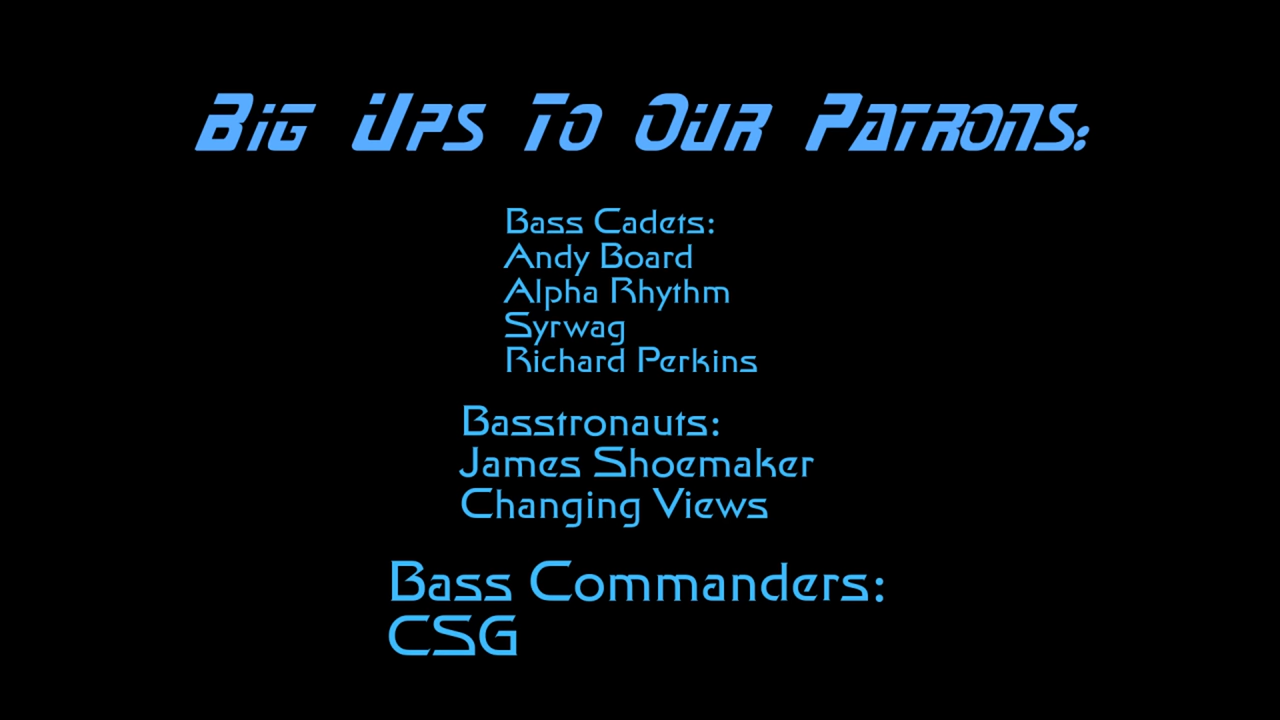 Big Ups To Our Patrons:
Bass Cadets:
Andy Board
Alpha Rhythm
Syrwag
Richard Perkins
Basstronauts:
James Shoemaker
Changing Views
Bass Commanders:
CSG